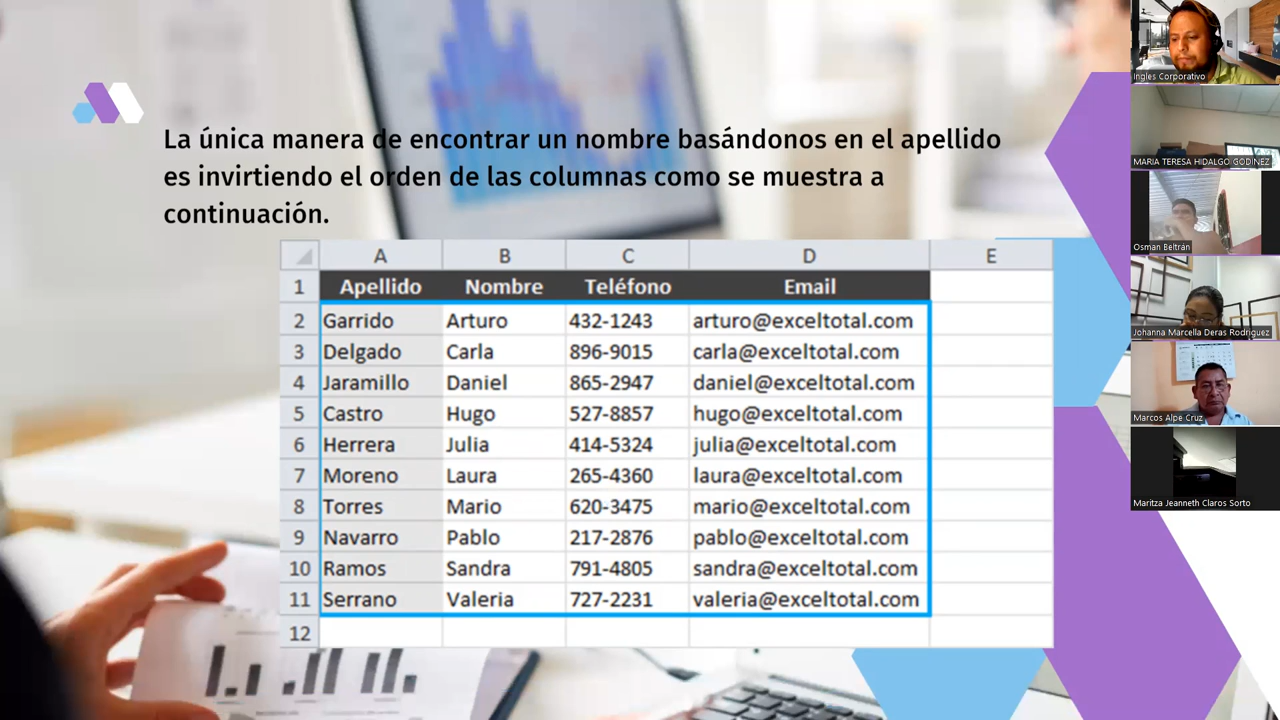 La única manera de encontrar un nombre basándonos en el apellido
es invirtiendo el orden de las columnas como se muestra a
continuación.
A B C D E
1 Apellido Nombre Teléfono Email
2 Garrido Arturo 432-1243 arturo@exceltotal.com
3 Delgado Carla 896-9015 carla@exceltotal.com
4 Jaramillo Daniel 865-2947 daniel@exceltotal.com
5 Castro Hugo 527-8857 hugo@exceltotal.com
6 Herrera Julia 414-5324 julia@exceltotal.com
7 Moreno Laura 265-4360 laura@exceltotal.com
8 Torres Mario 620-3475 mario@exceltotal.com
9 Navarro Pablo 217-2876 pablo@exceltotal.com
10 Ramos Sandra 791-4805 sandra@exceltotal.com
11 Serrano Valeria 727-2231 valeria@exceltotal.com
12
Ingles Corporativo
MARIA TERESA HIDALGO GODINEZ
Osman Beltrán
Johanna Marcella Deras Rodriguez
Marcos Alpe Cruz
Maritza Jeanneth Claros Sorto